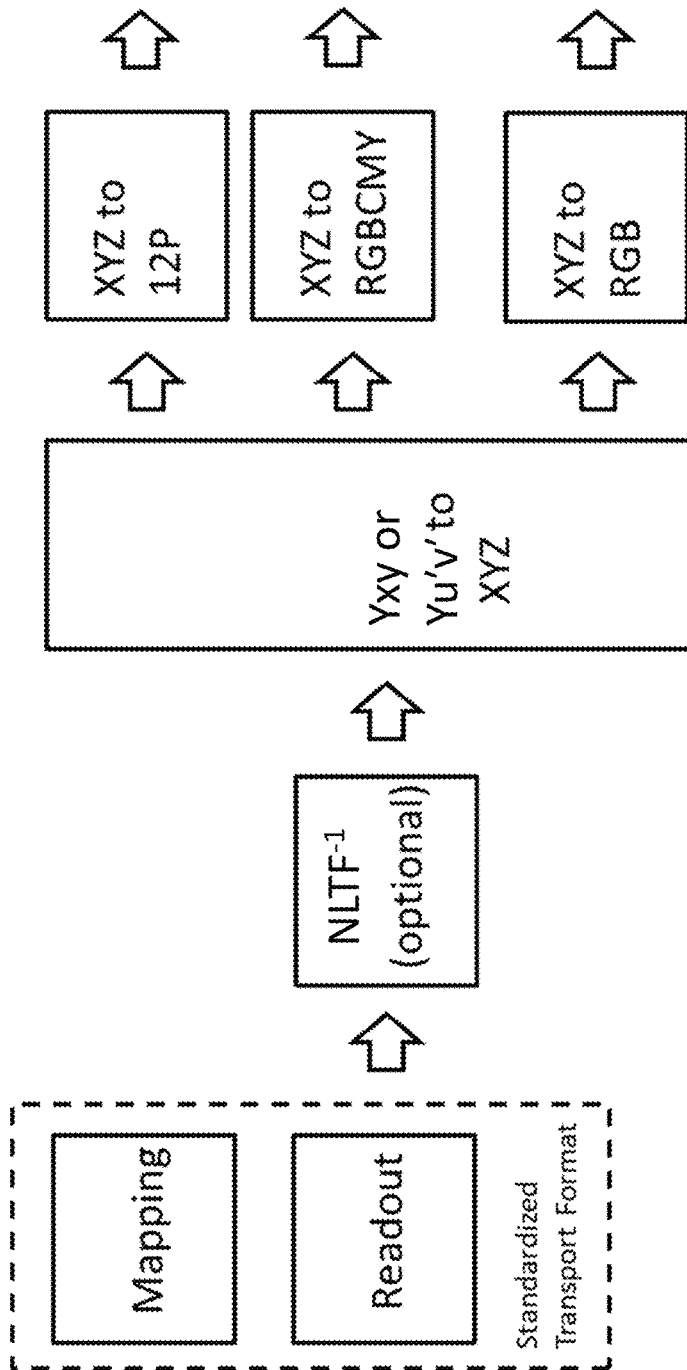 Mapping
Readout
Standardized
Transport Format
NLTF⁻¹
(optional)
Yxy or
Yu'v' to
XYZ
XYZ to
12P
XYZ to
RGBCMY
XYZ to
RGB